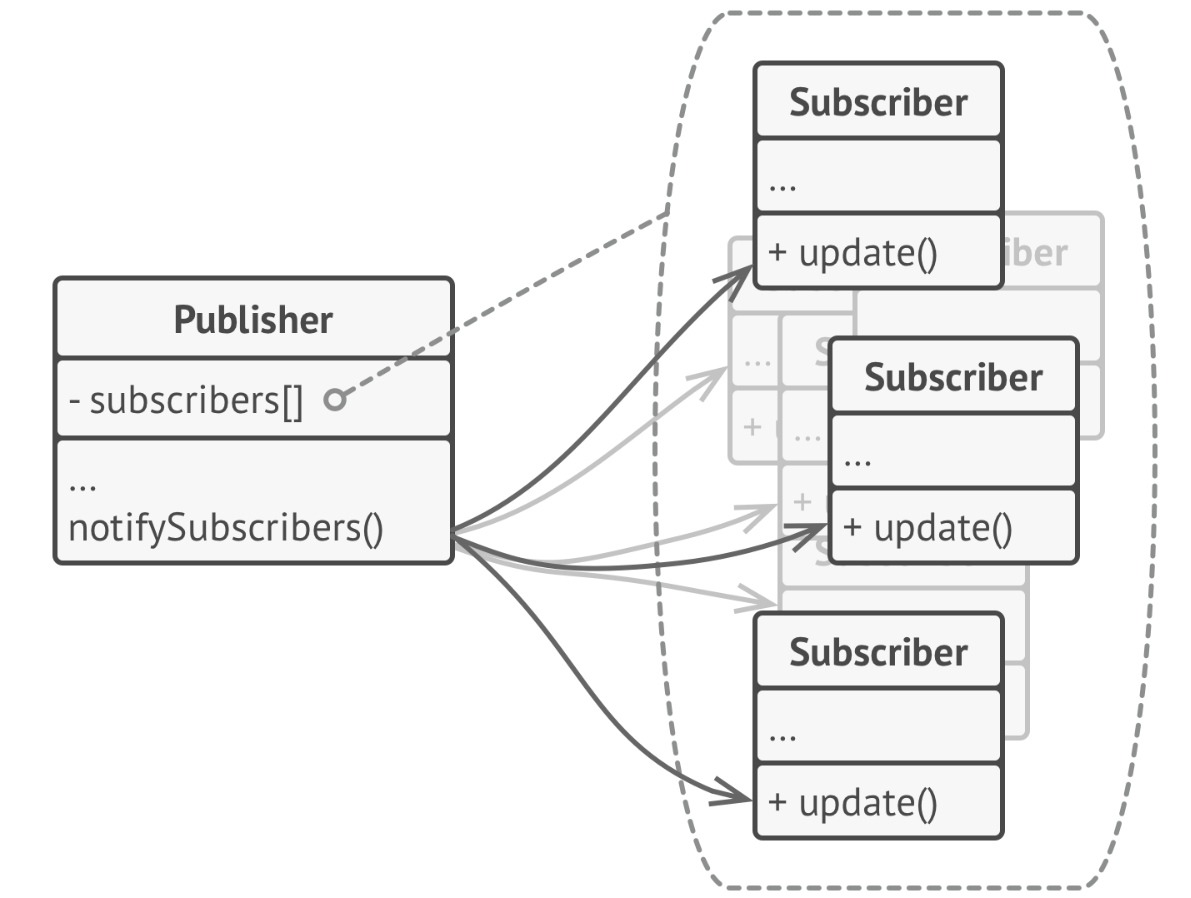 Publisher
- subscribers[]
...
notifySubscribers()
Subscriber
...
+ update()
...
+
...
+
Subscriber
...
+ update()
Subscriber
...
+ update()